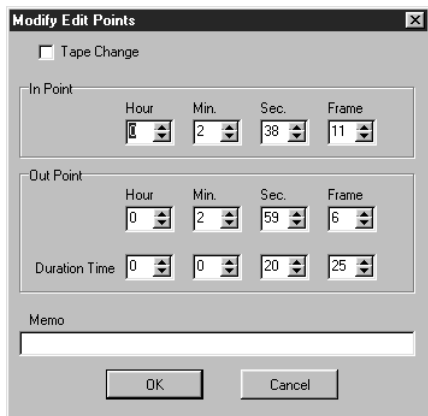 Modify Edit Points
Tape Change
In Point
Hour Min. Sec. Frame
0 2 38 11
Out Point
Hour Min. Sec. Frame
0 2 59 6
Duration Time 0 0 20 25
Memo
OK Cancel